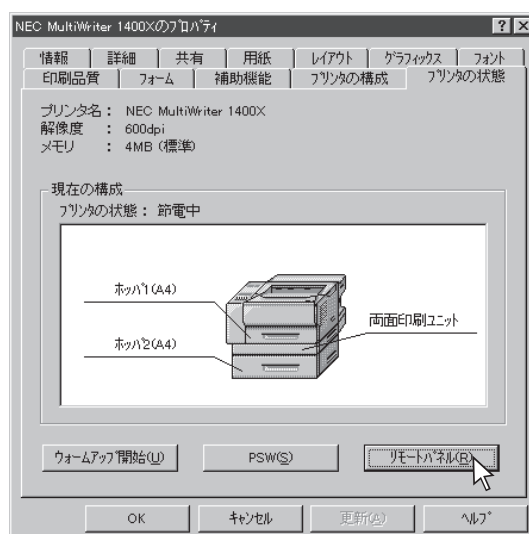 NEC MultiWriter 1400Xのﾌﾟﾛﾊﾟﾃｨ
情報 詳細 共有 用紙 ﾚｲｱｳﾄ ｸﾞﾗﾌｨｯｸｽ ﾌｫﾝﾄ
印刷品質 ﾌｫｰﾑ 補助機能 ﾌﾟﾘﾝﾀの構成 ﾌﾟﾘﾝﾀの状態
プリンタ名： NEC MultiWriter 1400X
解像度 ： 600dpi
メモリ ： 4MB (標準)
現在の構成
ﾌﾟﾘﾝﾀの状態： 節電中
ﾎｯﾊﾟ1(A4)
両面印刷ﾕﾆｯﾄ
ﾎｯﾊﾟ2(A4)
ｳｫｰﾑｱｯﾌﾟ開始(U) PSW(S) ﾘﾓｰﾄﾊﾟﾈﾙ(R)
OK ｷｬﾝｾﾙ 更新(A) ﾍﾙﾌﾟ